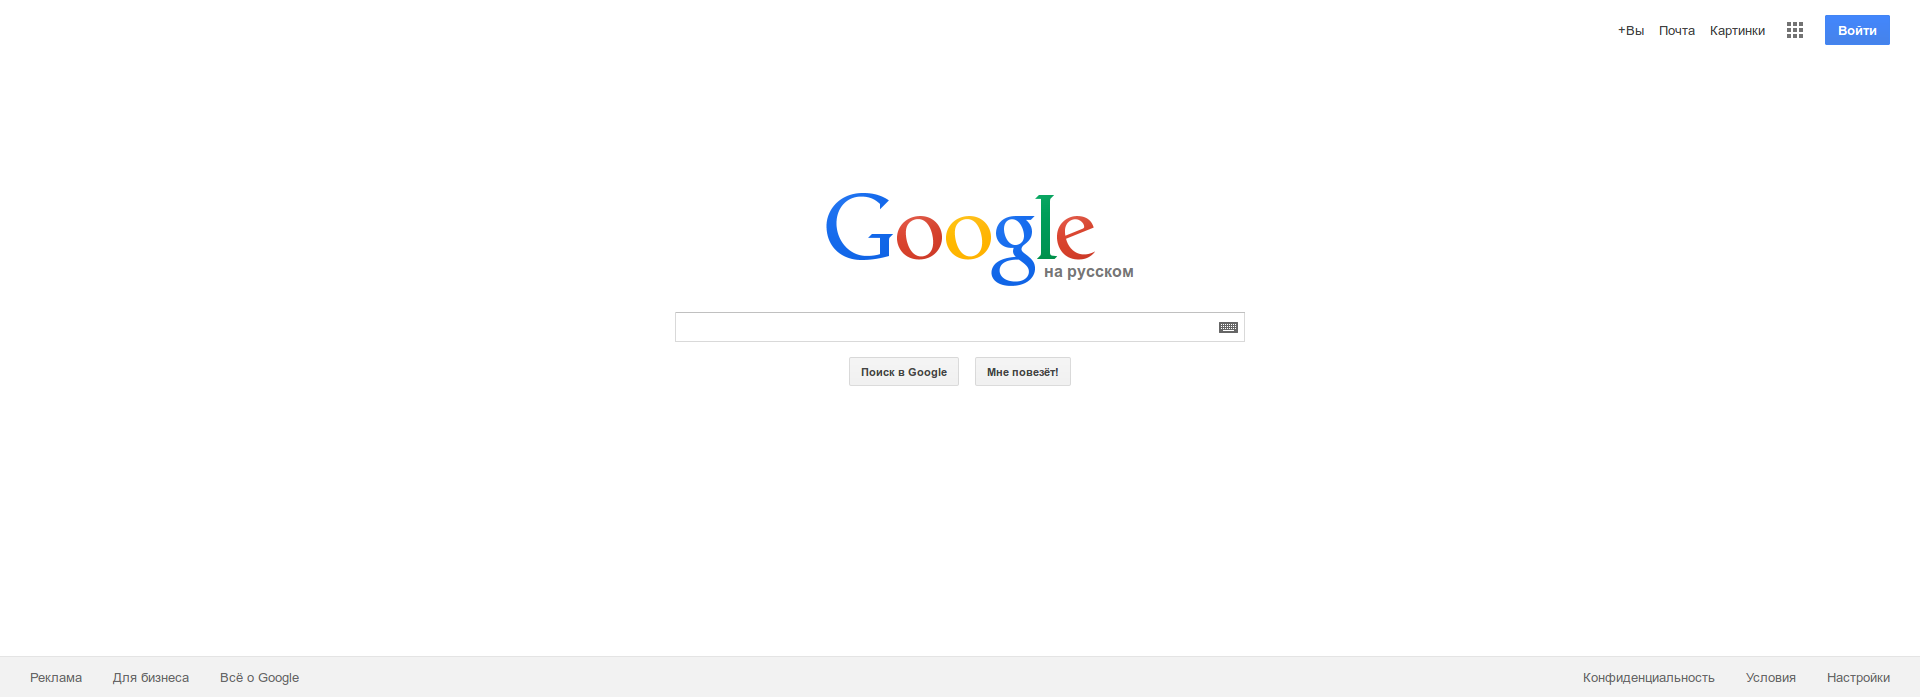 +Вы Почта Картинки Войти
Google
на русском
Поиск в Google Мне повезёт!
Реклама Для бизнеса Всё о Google Конфиденциальность Условия Настройки